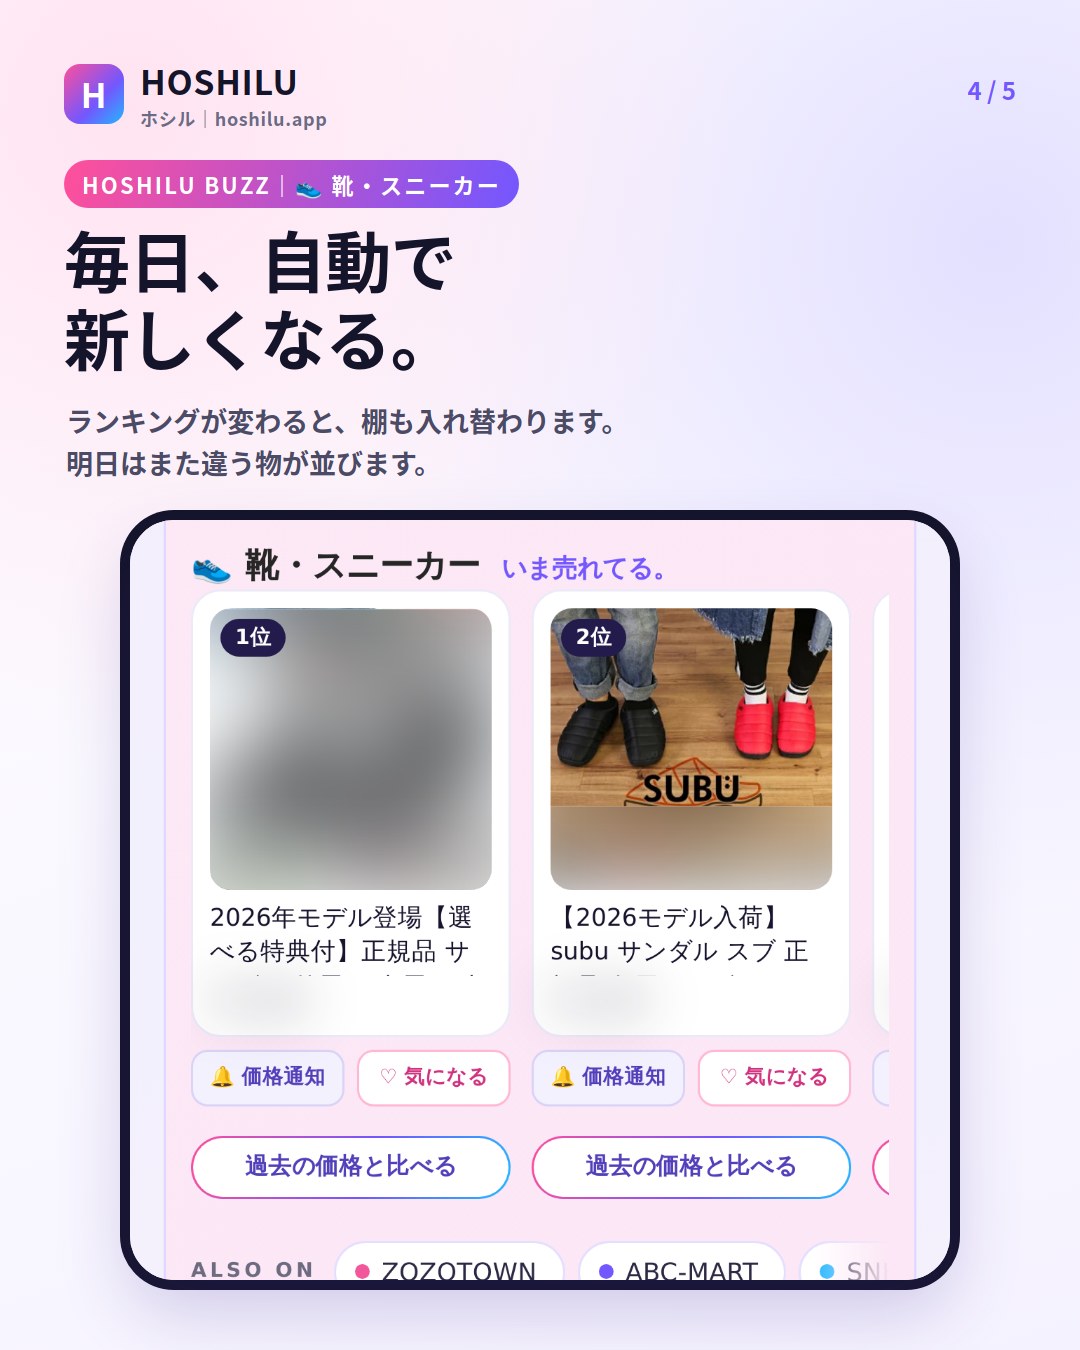 H
HOSHILU
ホシル｜hoshilu.app
4 / 5
HOSHILU BUZZ｜👟 靴・スニーカー
毎日、自動で
新しくなる。
ランキングが変わると、棚も入れ替わります。
明日はまた違う物が並びます。
👟 靴・スニーカー いま売れてる。
1位
2位
SUBU
2026年モデル登場【選
べる特典付】正規品 サ
【2026モデル入荷】
subu サンダル スブ 正
🔔 価格通知
♡ 気になる
🔔 価格通知
♡ 気になる
過去の価格と比べる
過去の価格と比べる
ALSO ON
ZOZOTOWN
ABC-MART